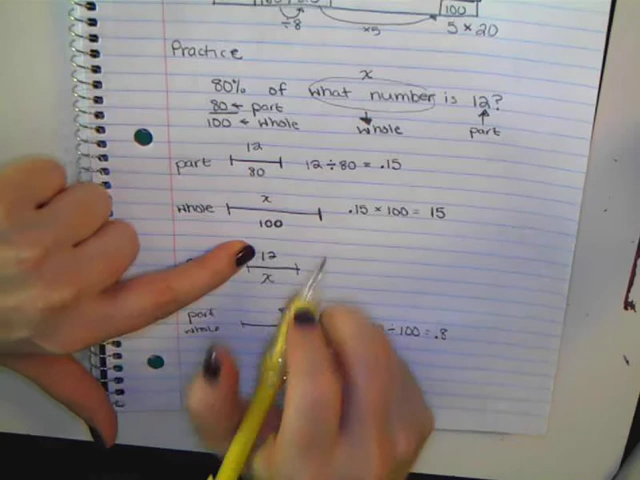 100
÷8
×5
5 × 20
Practice
x
80% of what number is 12?
80 ← part
100 ← whole
whole
part
12
part
80
12 ÷ 80 = .15
x
whole
100
.15 × 100 = 15
12
x
part
whole
÷ 100 = .8